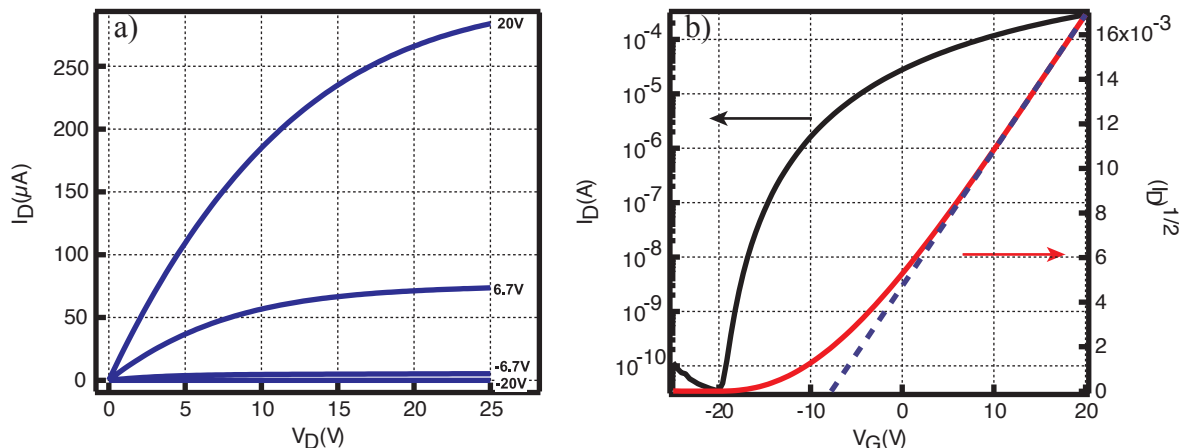 a)
20V
6.7V
-6.7V
-20V
250
200
150
100
50
0
0 5 10 15 20 25
I_D(µA)
V_D(V)
b)
10^-4
10^-5
10^-6
10^-7
10^-8
10^-9
10^-10
I_D(A)
-20 -10 0 10 20
V_G(V)
16x10^-3
14
12
10
8
6
4
2
0
(I_D)^1/2